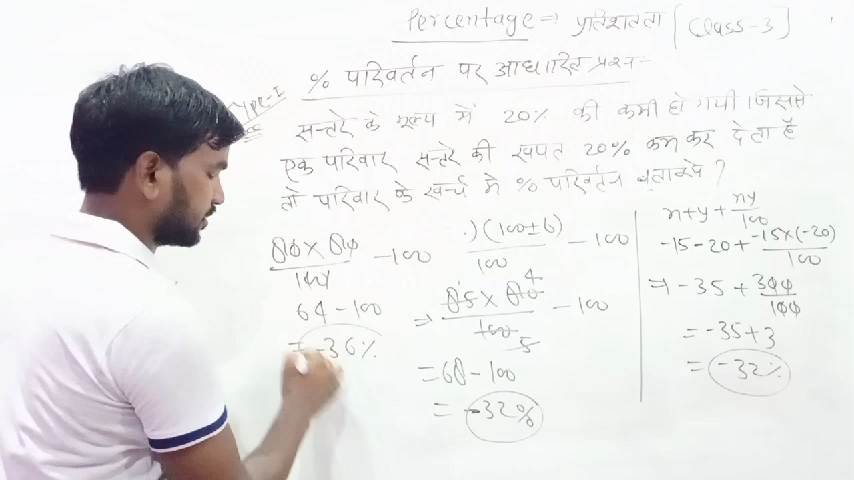 Percentage => प्रतिशतता [Class-3]
% परिवर्तन पर आधारित प्रश्न-
Type-I
सन्तरे के मूल्य में 20% की कमी हो गयी। जिससे
एक परिवार सन्तरे की खपत 20% कम कर देता है
तो परिवार के खर्च मे % परिवर्तन बताइये ?
80 × 80 / 100 - 100
64 - 100
= -36%
)(100±b) / 100 - 100
=> 85 × 80 / 100 - 100
= 68 - 100
= -32%
x+y+ xy/100
-15-20+ -15×(-20)/100
=> -35 + 300/100
= -35+3
= -32%